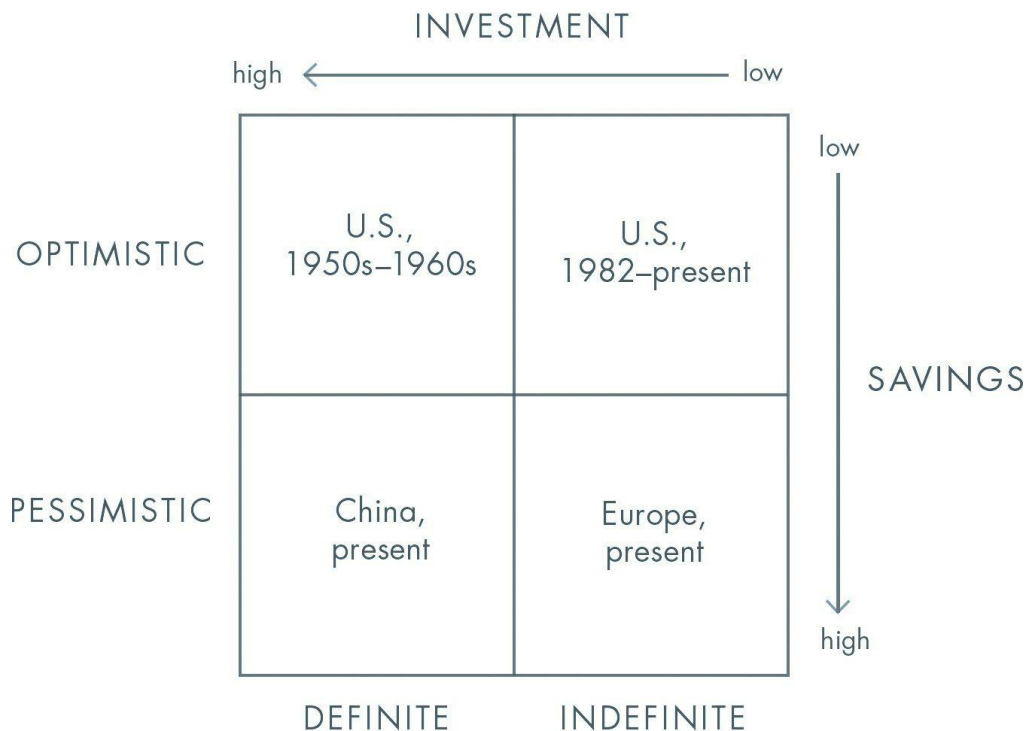 INVESTMENT
high
low
low
OPTIMISTIC
U.S.,
1950s–1960s
U.S.,
1982–present
SAVINGS
PESSIMISTIC
China,
present
Europe,
present
high
DEFINITE
INDEFINITE